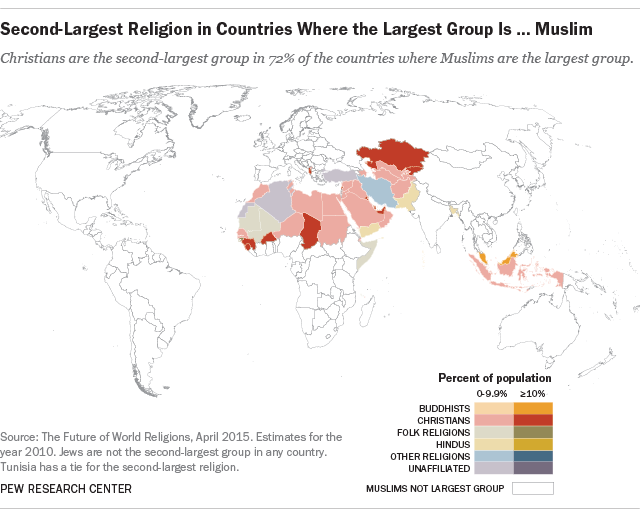 Second-Largest Religion in Countries Where the Largest Group Is ... Muslim
Christians are the second-largest group in 72% of the countries where Muslims are the largest group.
Percent of population
0-9.9% ≥10%
BUDDHISTS
CHRISTIANS
FOLK RELIGIONS
HINDUS
OTHER RELIGIONS
UNAFFILIATED
MUSLIMS NOT LARGEST GROUP
Source: The Future of World Religions, April 2015. Estimates for the
year 2010. Jews are not the second-largest group in any country.
Tunisia has a tie for the second-largest religion.
PEW RESEARCH CENTER